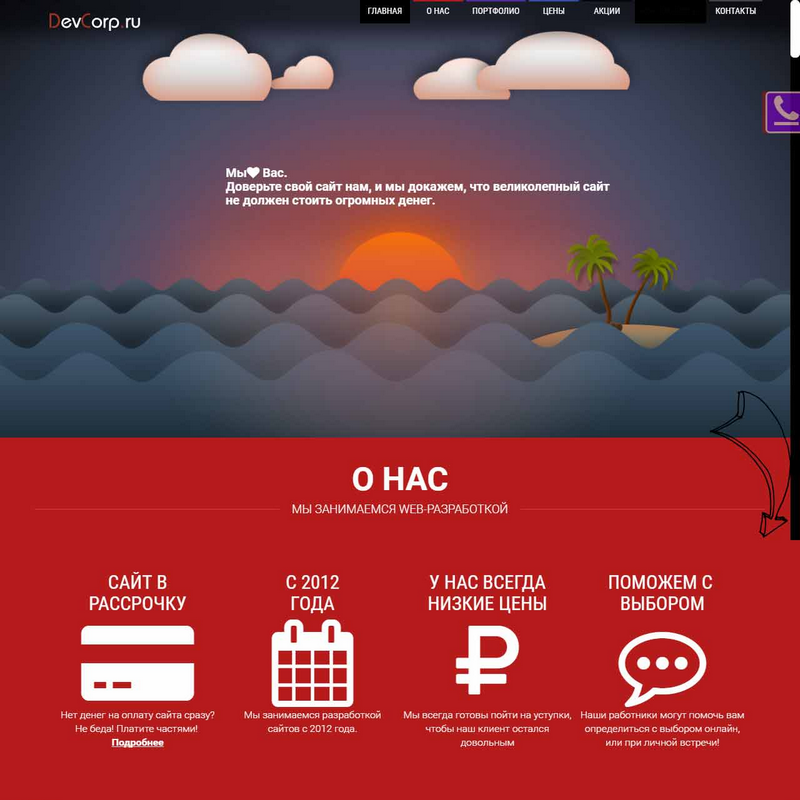 DevCorp.ru
ГЛАВНАЯ
О НАС
ПОРТФОЛИО
ЦЕНЫ
АКЦИИ
КОНТАКТЫ
Мы Вас.
Доверьте свой сайт нам, и мы докажем, что великолепный сайт
не должен стоить огромных денег.
О НАС
МЫ ЗАНИМАЕМСЯ WEB-РАЗРАБОТКОЙ
САЙТ В
РАССРОЧКУ
Нет денег на оплату сайта сразу?
Не беда! Платите частями!
Подробнее
С 2012
ГОДА
Мы занимаемся разработкой
сайтов с 2012 года.
У НАС ВСЕГДА
НИЗКИЕ ЦЕНЫ
Мы всегда готовы пойти на уступки,
чтобы наш клиент остался
довольным
ПОМОЖЕМ С
ВЫБОРОМ
Наши работники могут помочь вам
определиться с выбором онлайн,
или при личной встречи!